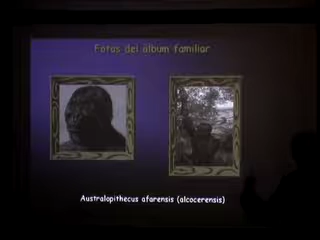 Fotos del álbum familiar
Australopithecus afarensis (alcocerensis)